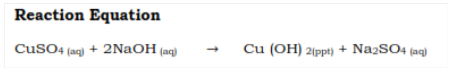 Reaction Equation
CuSO₄ (aq) + 2NaOH (aq) → Cu (OH) 2(ppt) + Na₂SO₄ (aq)